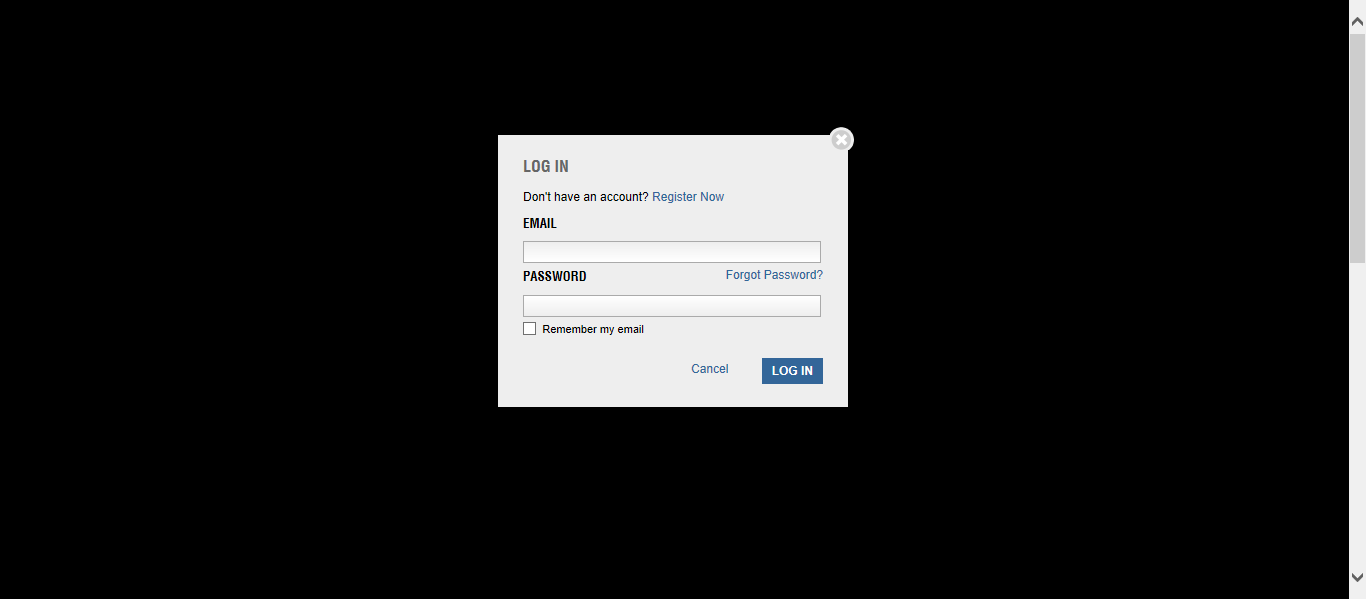 LOG IN
Don't have an account? Register Now
EMAIL
PASSWORD Forgot Password?
Remember my email
Cancel LOG IN